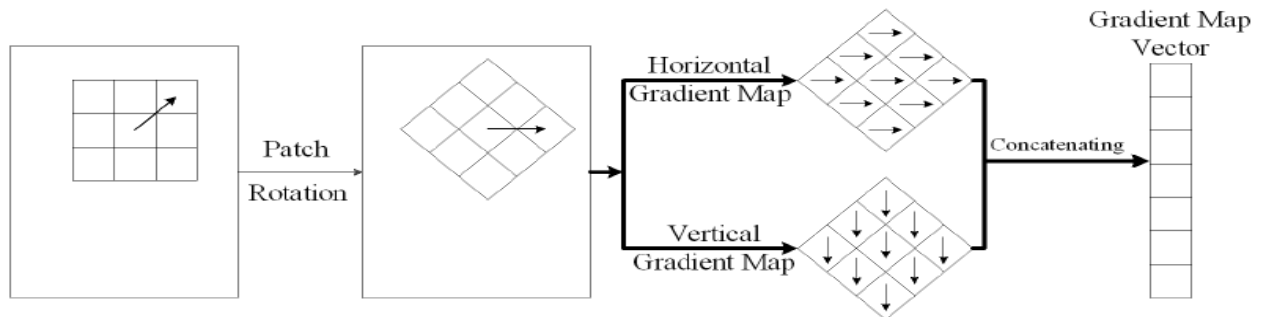 Patch
Rotation
Horizontal
Gradient Map
Vertical
Gradient Map
Concatenating
Gradient Map
Vector